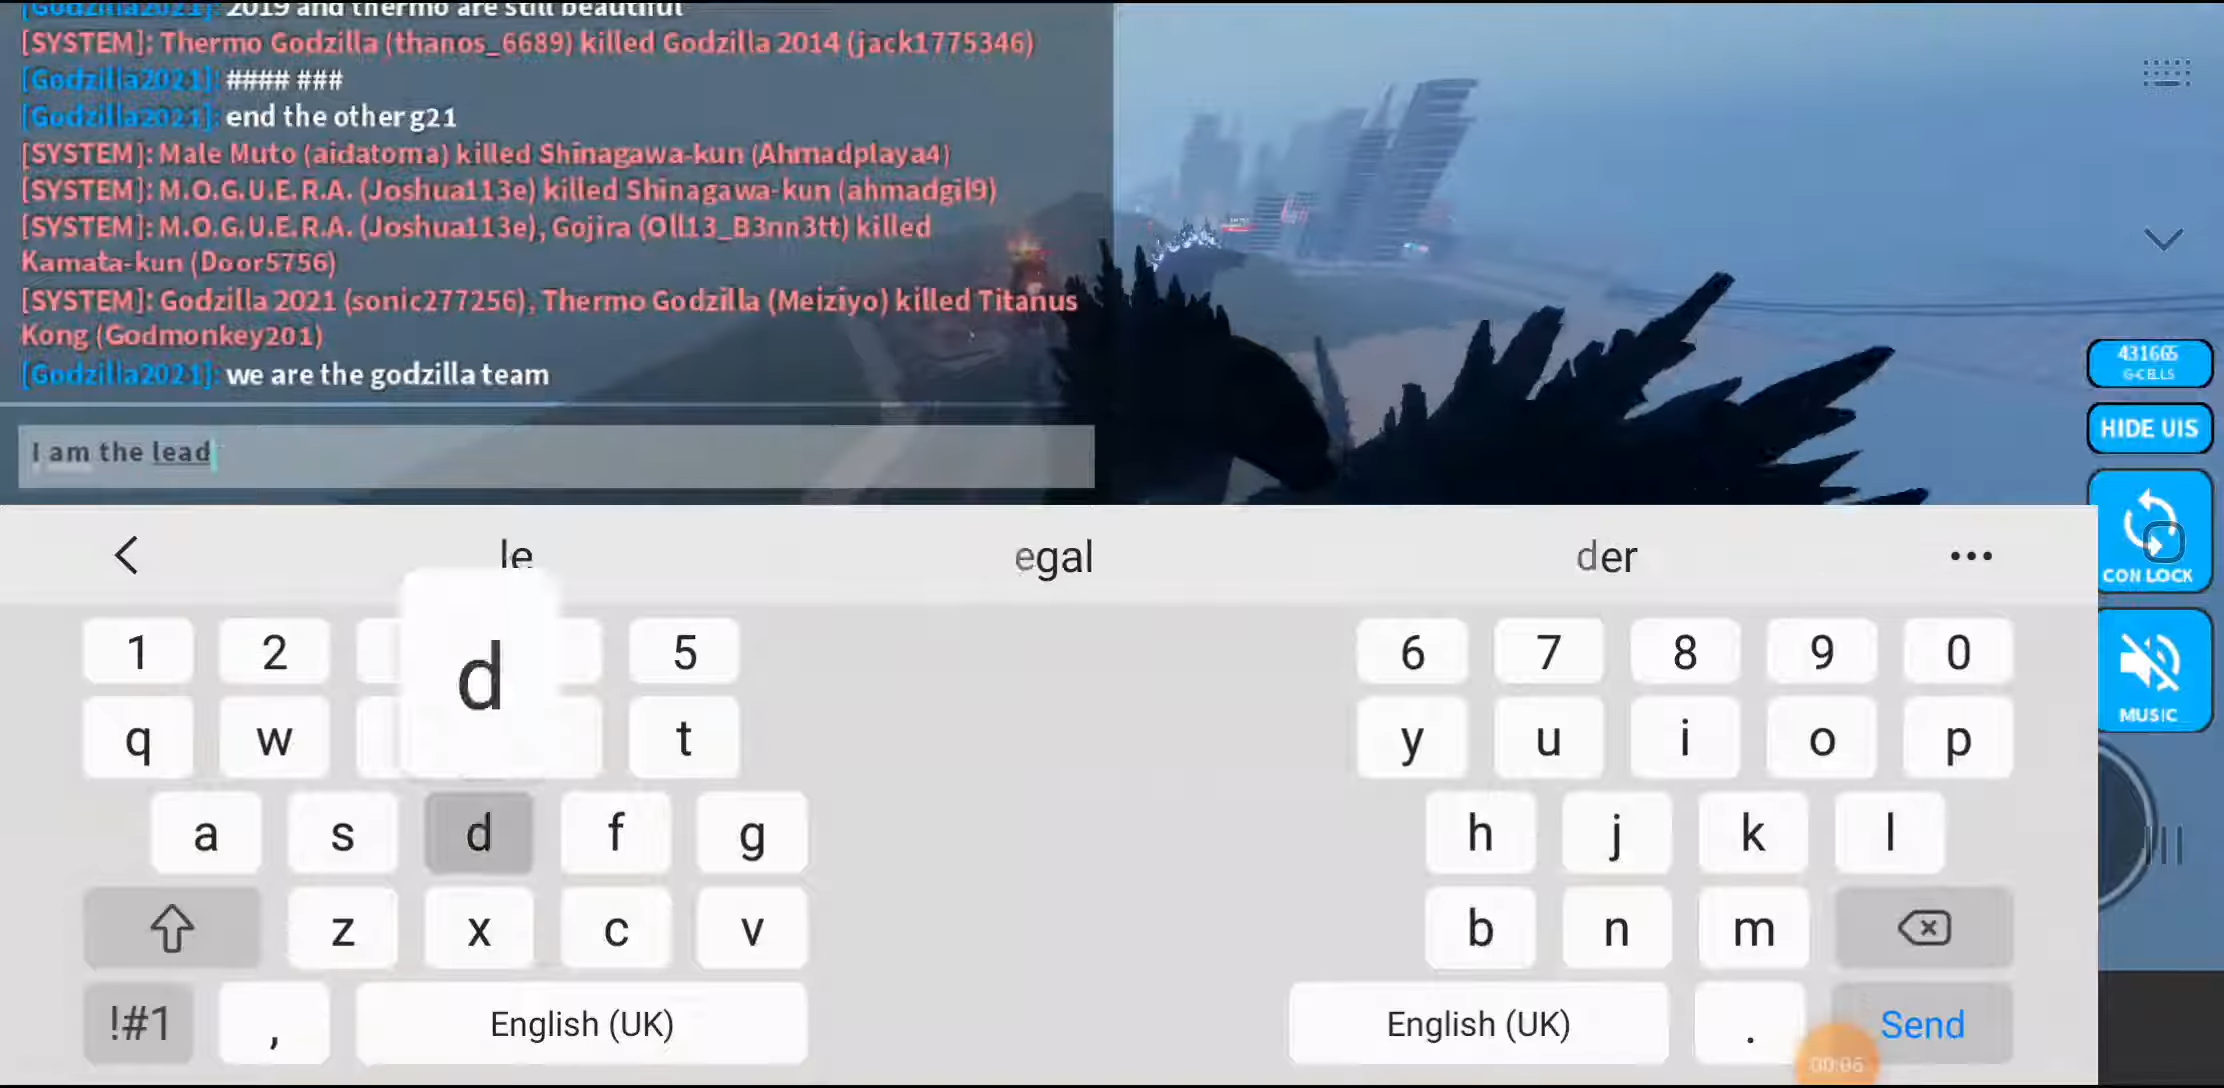 [Godzilla2021]: 2019 and thermo are still beautiful
[SYSTEM]: Thermo Godzilla (thanos_6689) killed Godzilla 2014 (jack1775346)
[Godzilla2021]: #### ###
[Godzilla2021]: end the other g21
[SYSTEM]: Male Muto (aidatoma) killed Shinagawa-kun (Ahmadplaya4)
[SYSTEM]: M.O.G.U.E.R.A. (Joshua113e) killed Shinagawa-kun (ahmadgil9)
[SYSTEM]: M.O.G.U.E.R.A. (Joshua113e), Gojira (Oll13_B3nn3tt) killed
Kamata-kun (Door5756)
[SYSTEM]: Godzilla 2021 (sonic277256), Thermo Godzilla (Meiziyo) killed Titanus
Kong (Godmonkey201)
[Godzilla2021]: we are the godzilla team
I am the lead
431665
G-CELLS
HIDE UIS
CON LOCK
MUSIC
le egal der
1 2 5 6 7 8 9 0
d
q w t y u i o p
a s d f g h j k l
z x c v b n m
!#1 , English (UK) English (UK) . Send
00:06